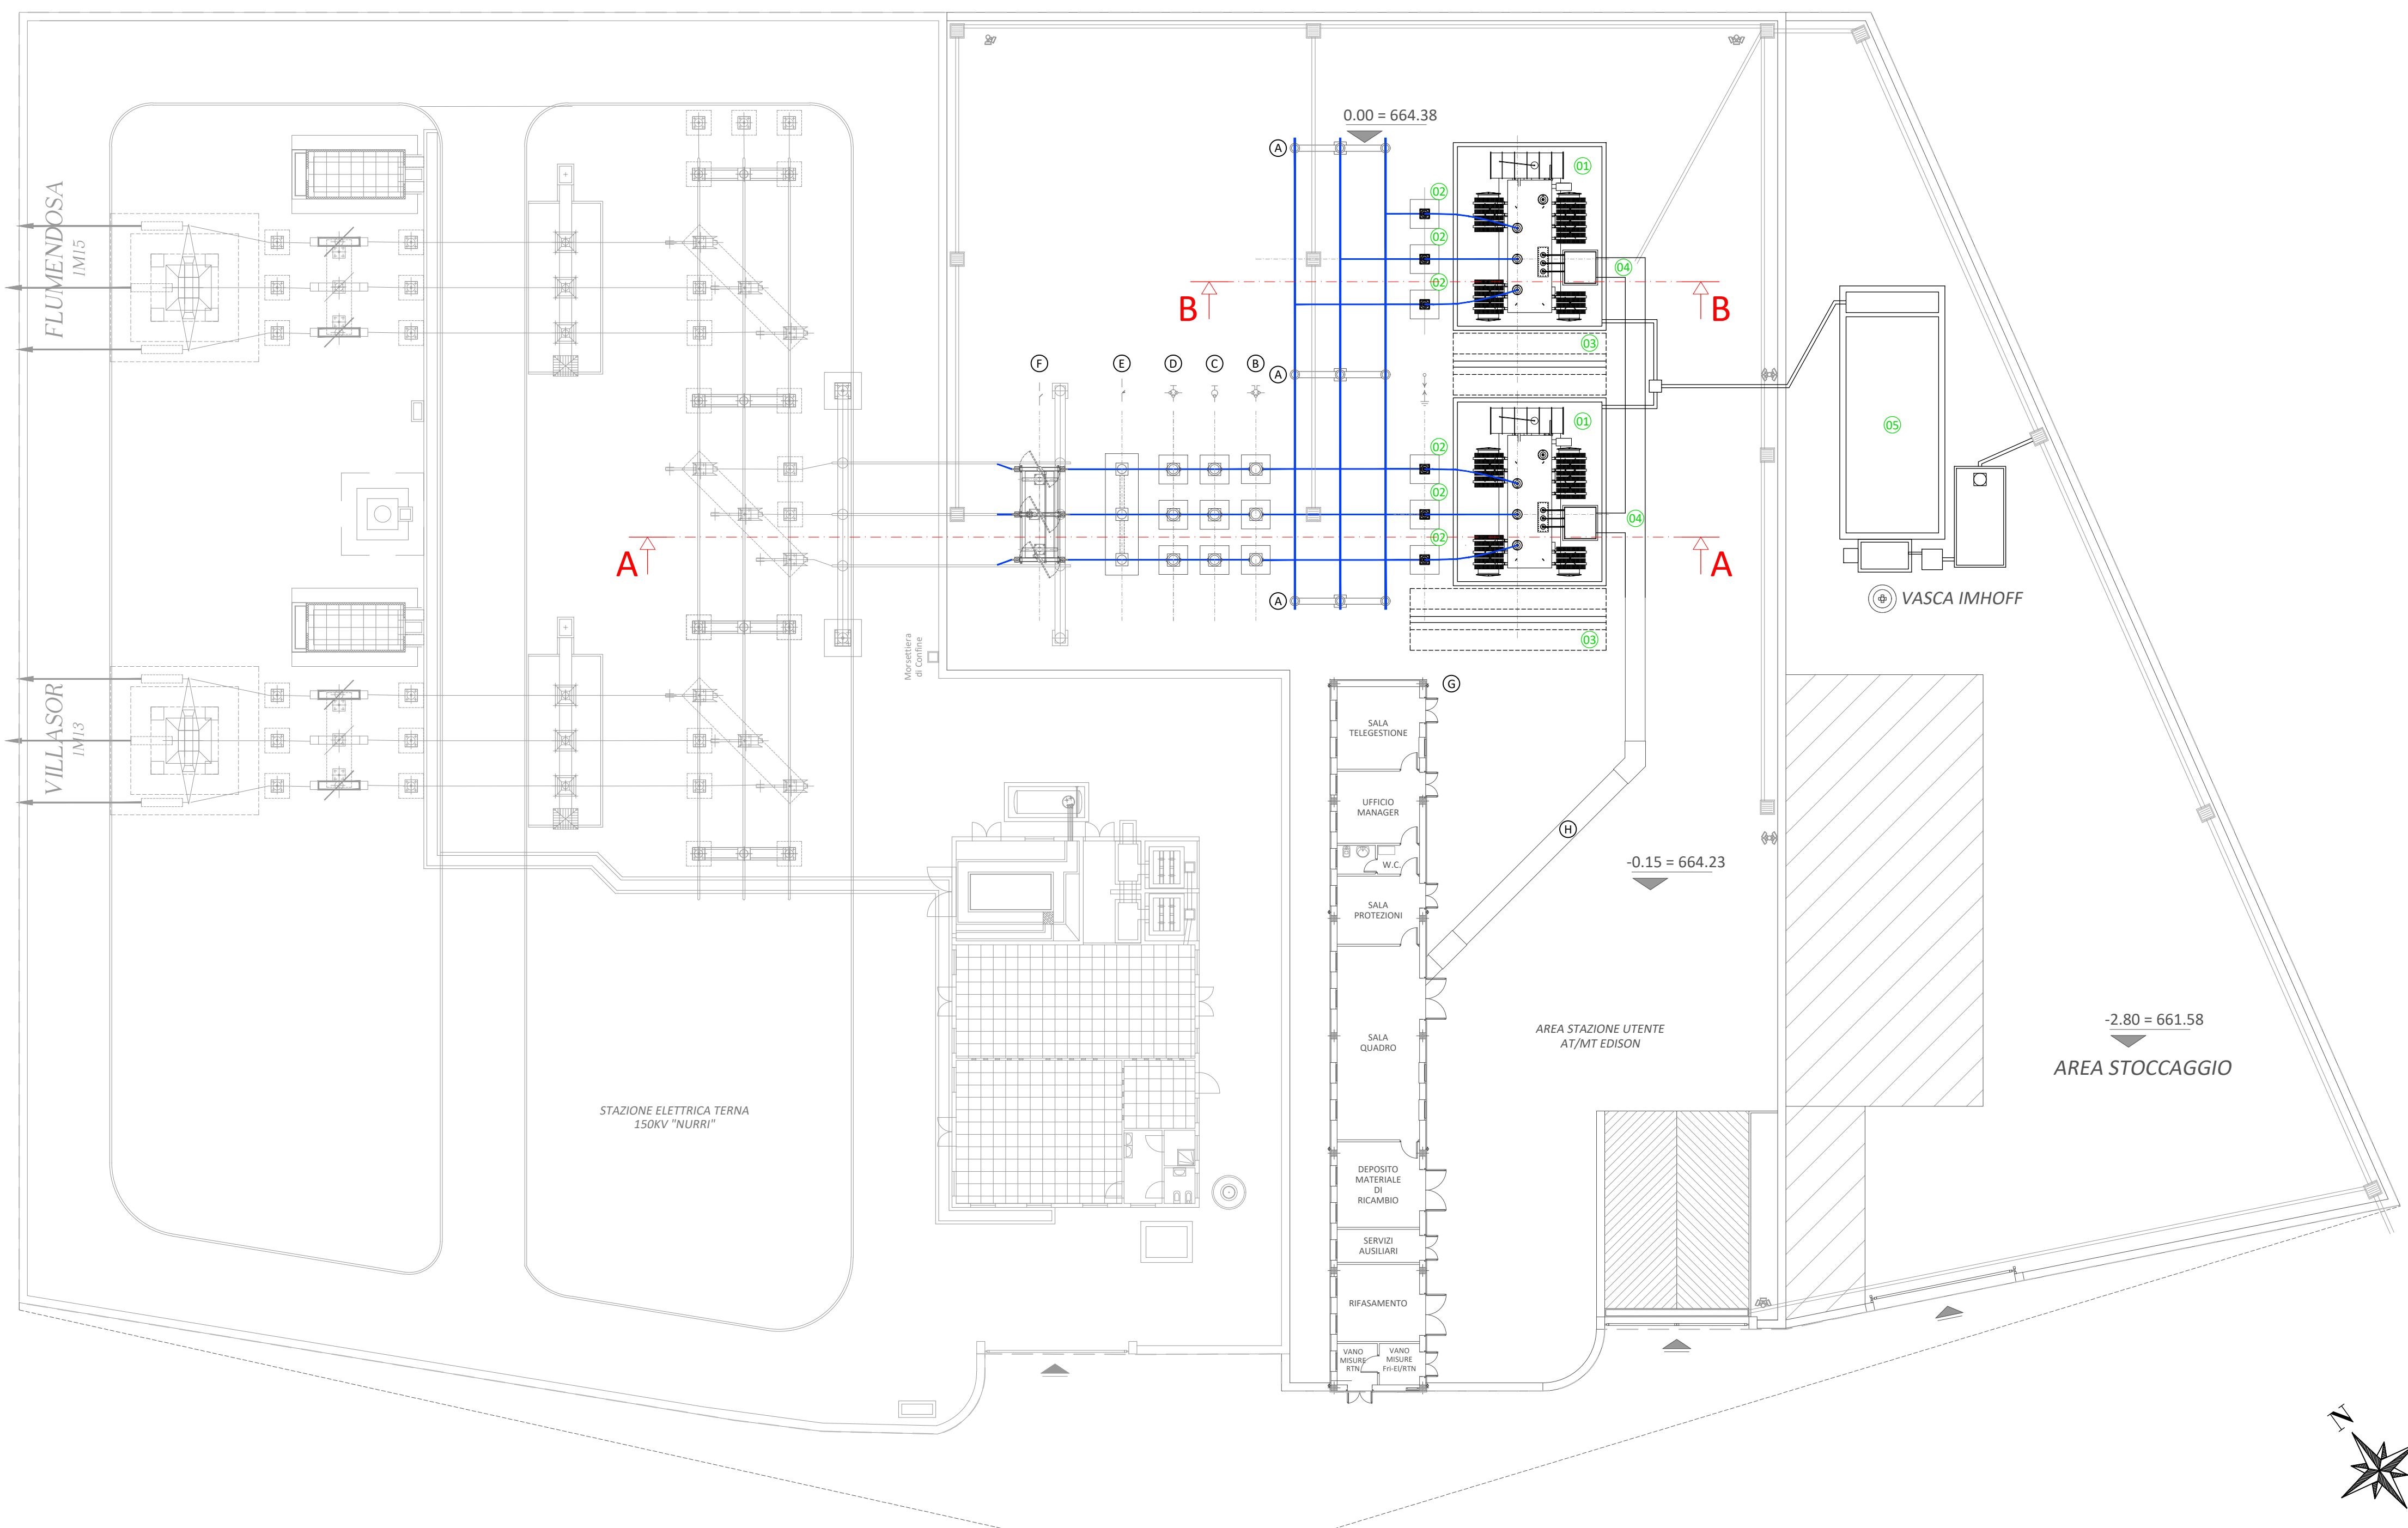 0.00 = 664.38
A
01
02
FLUMENDOSA
IM15
02
04
B
B
02
03
05
F
E
D
C
B
A
01
02
02
04
02
A
A
A
VASCA IMHOFF
03
Morsettiera
di Confine
VILLASOR
IM13
G
SALA
TELEGESTIONE
UFFICIO
MANAGER
H
W.C.
-0.15 = 664.23
SALA
PROTEZIONI
AREA STAZIONE UTENTE
AT/MT EDISON
SALA
QUADRO
-2.80 = 661.58
AREA STOCCAGGIO
STAZIONE ELETTRICA TERNA
150KV "NURRI"
DEPOSITO
MATERIALE
DI
RICAMBIO
SERVIZI
AUSILIARI
RIFASAMENTO
VANO
MISURE
RTN
VANO
MISURE
Fri-El/RTN
N